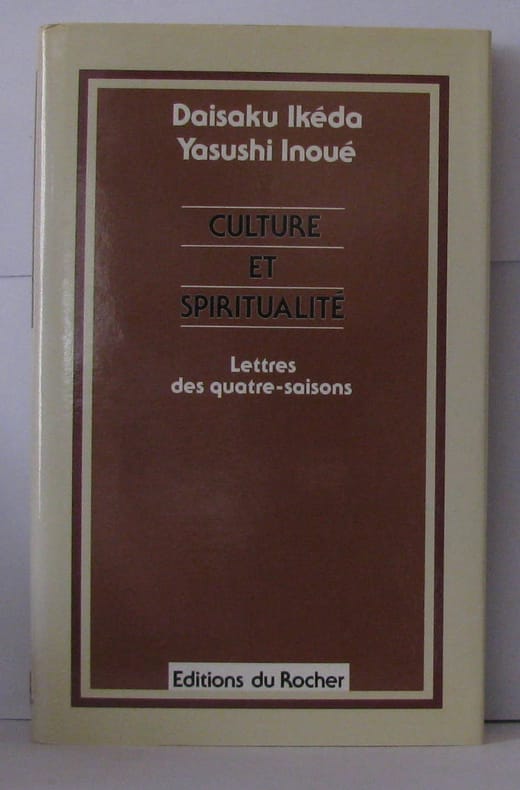 Daisaku Ikéda
Yasushi Inoué
CULTURE
ET
SPIRITUALITÉ
Lettres
des quatre-saisons
Editions du Rocher